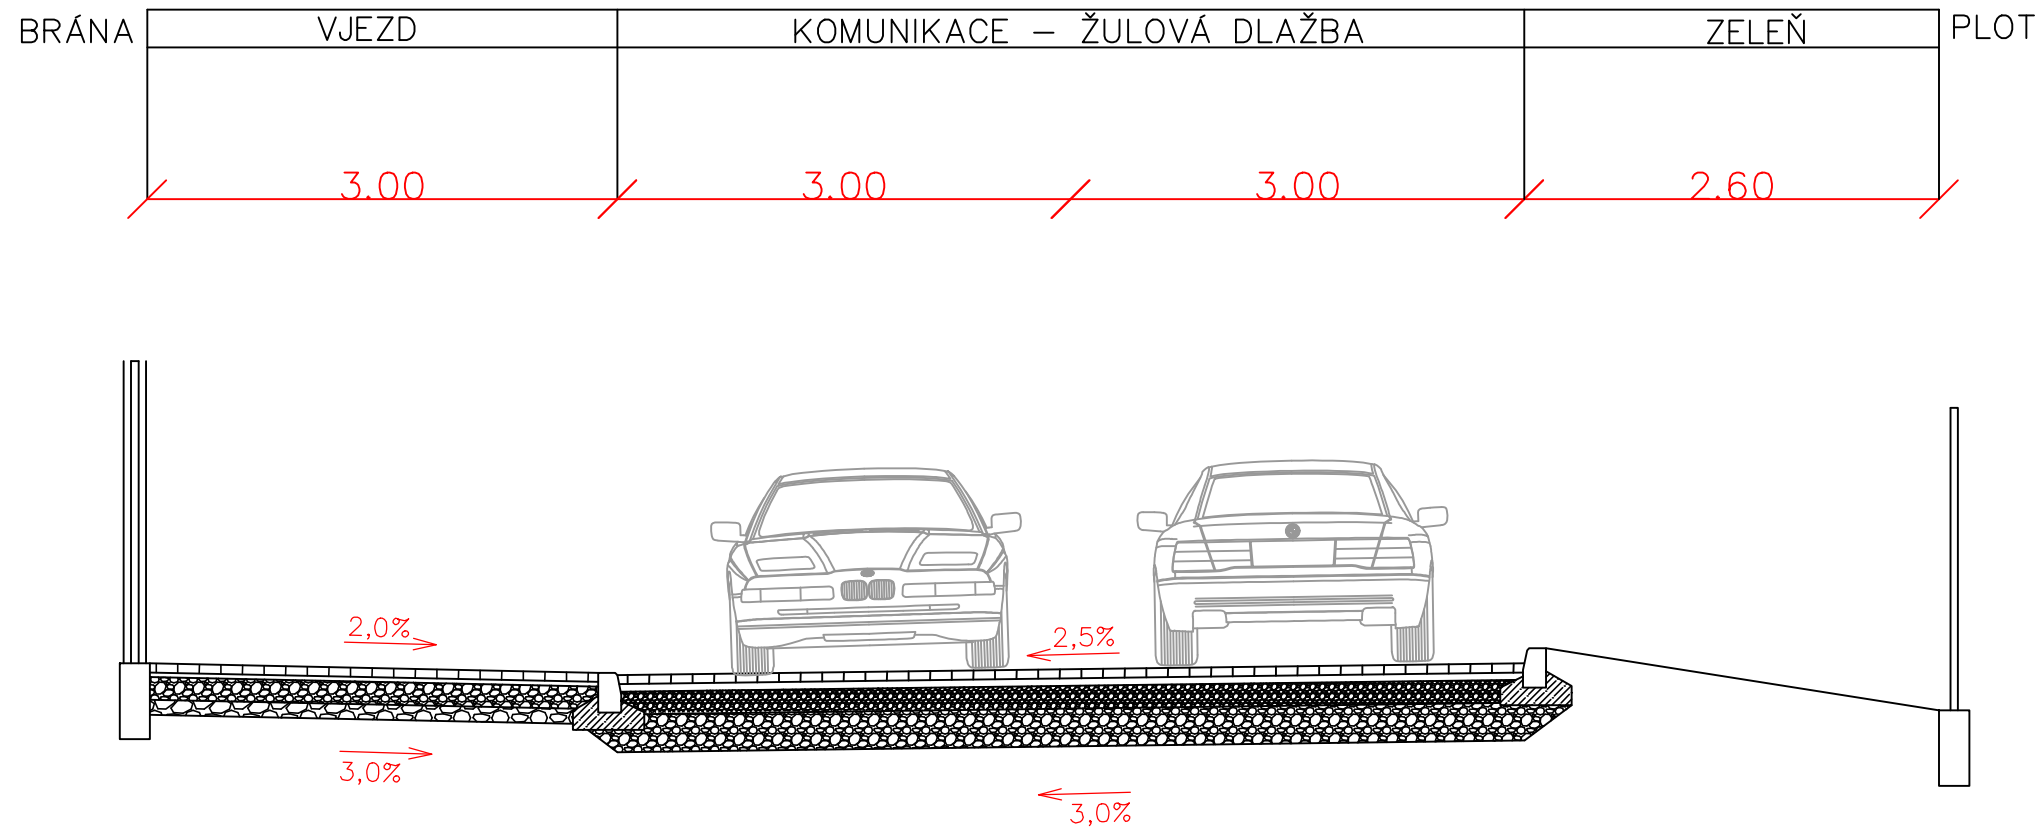 BRÁNA VJEZD KOMUNIKACE – ŽULOVÁ DLAŽBA ZELEŇ PLOT
3.00 3.00 3.00 2.60
2,0% 2,5%
3,0%
3,0%